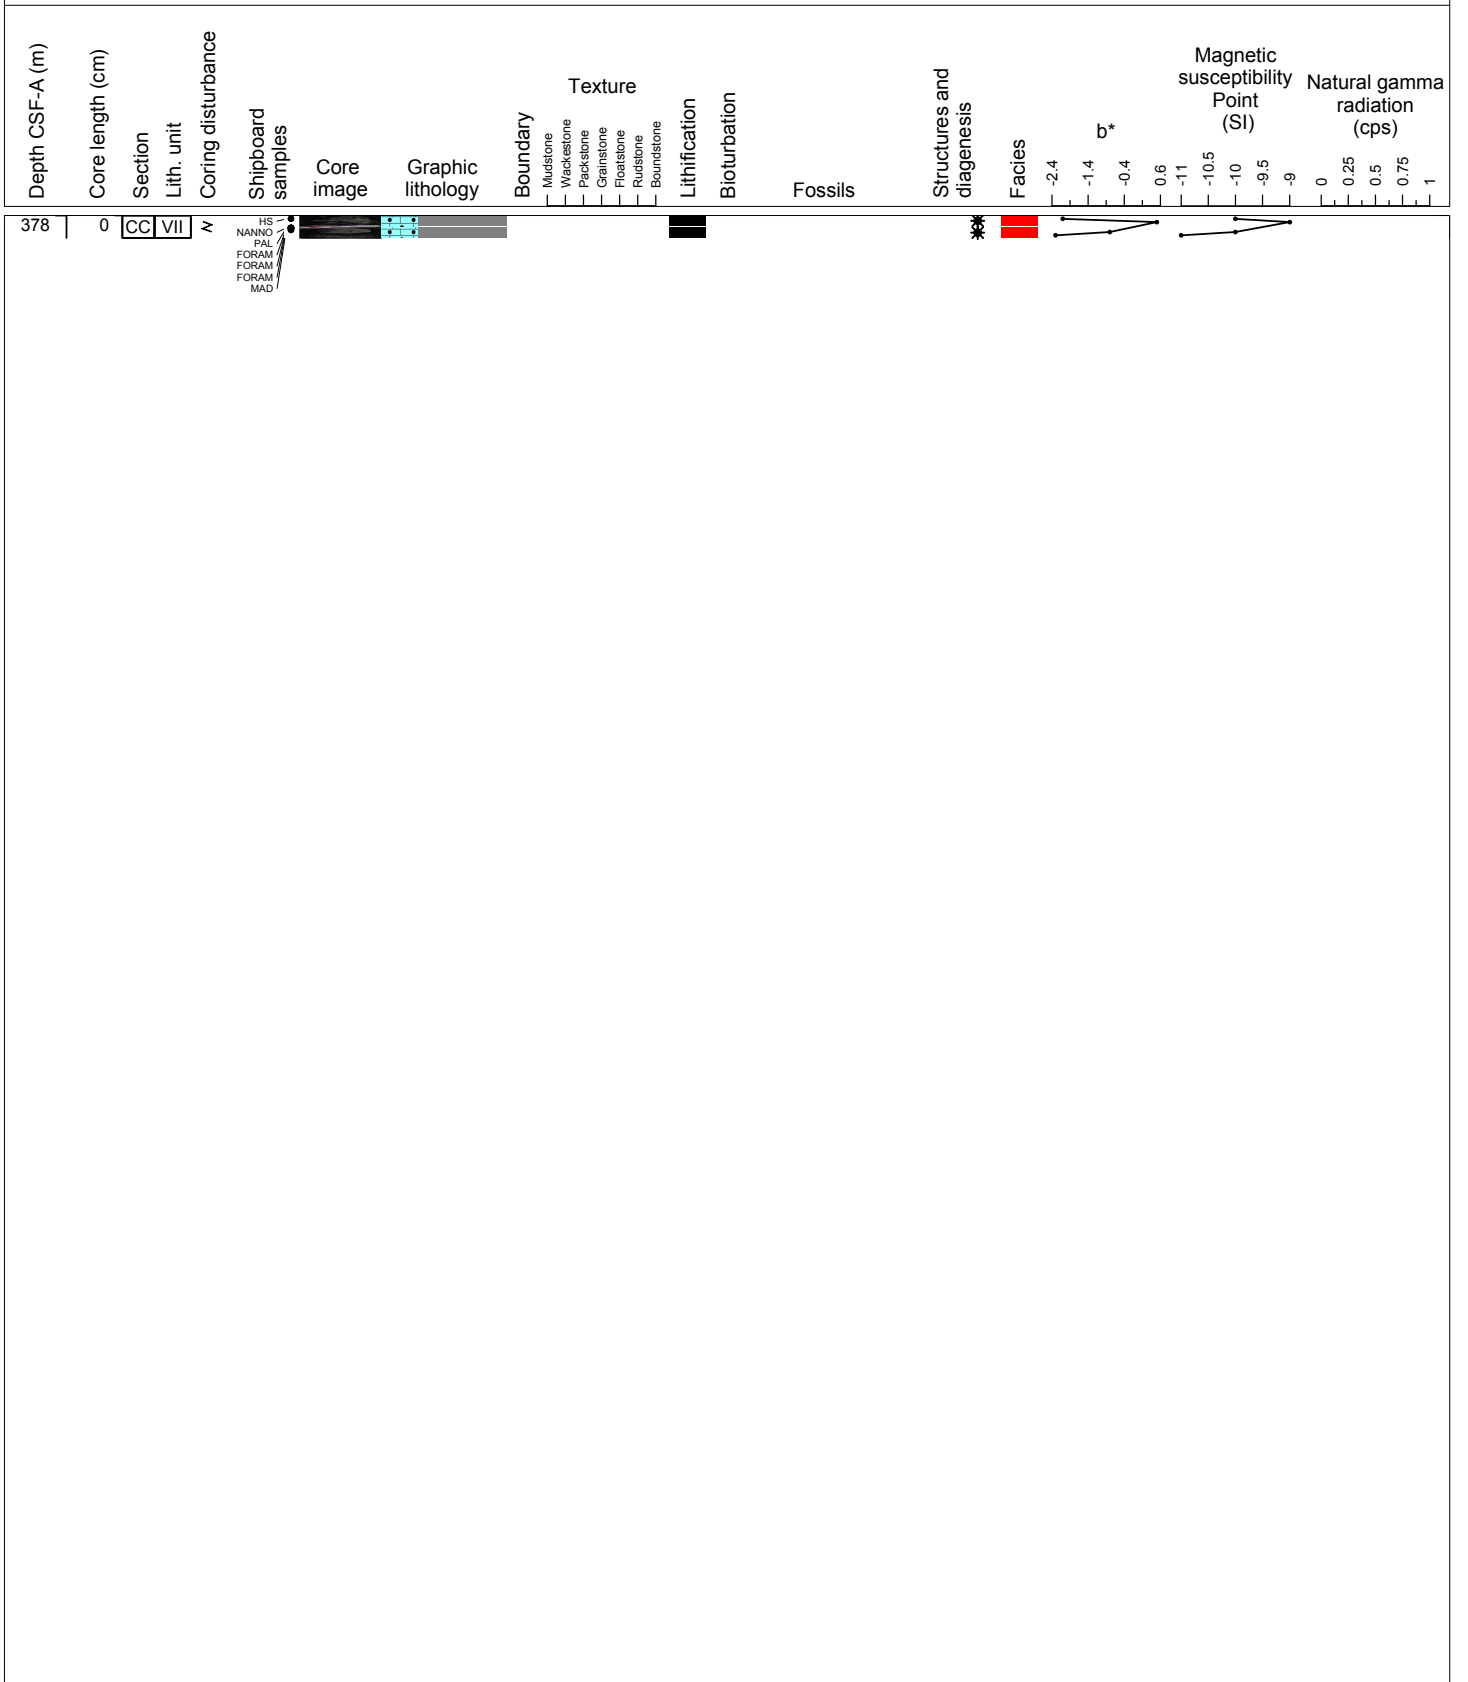 Depth CSF-A (m)
Core length (cm)
Section
Lith. unit
Coring disturbance
Shipboard
samples
Core
image
Graphic
lithology
Boundary
Texture
Mudstone
Wackestone
Packstone
Grainstone
Floatstone
Rudstone
Boundstone
Lithification
Bioturbation
Fossils
Structures and
diagenesis
Facies
b*
-2.4
-1.4
-0.4
0.6
Magnetic
susceptibility
Point
(SI)
-11
-10.5
-10
-9.5
-9
Natural gamma
radiation
(cps)
0
0.25
0.5
0.75
1
378
0
CC
VII
HS
NANNO
PAL
FORAM
FORAM
FORAM
MAD